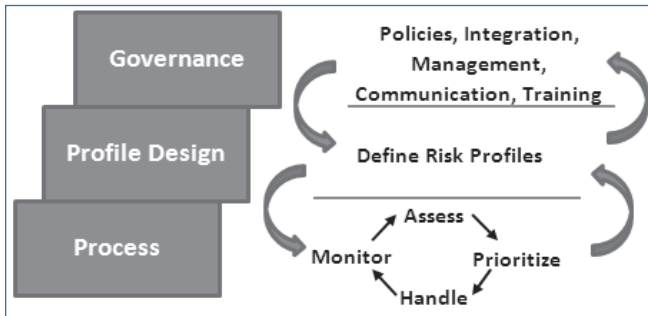 Governance
Policies, Integration,
Management,
Communication, Training
Profile Design
Define Risk Profiles
Process
Assess
Monitor
Prioritize
Handle